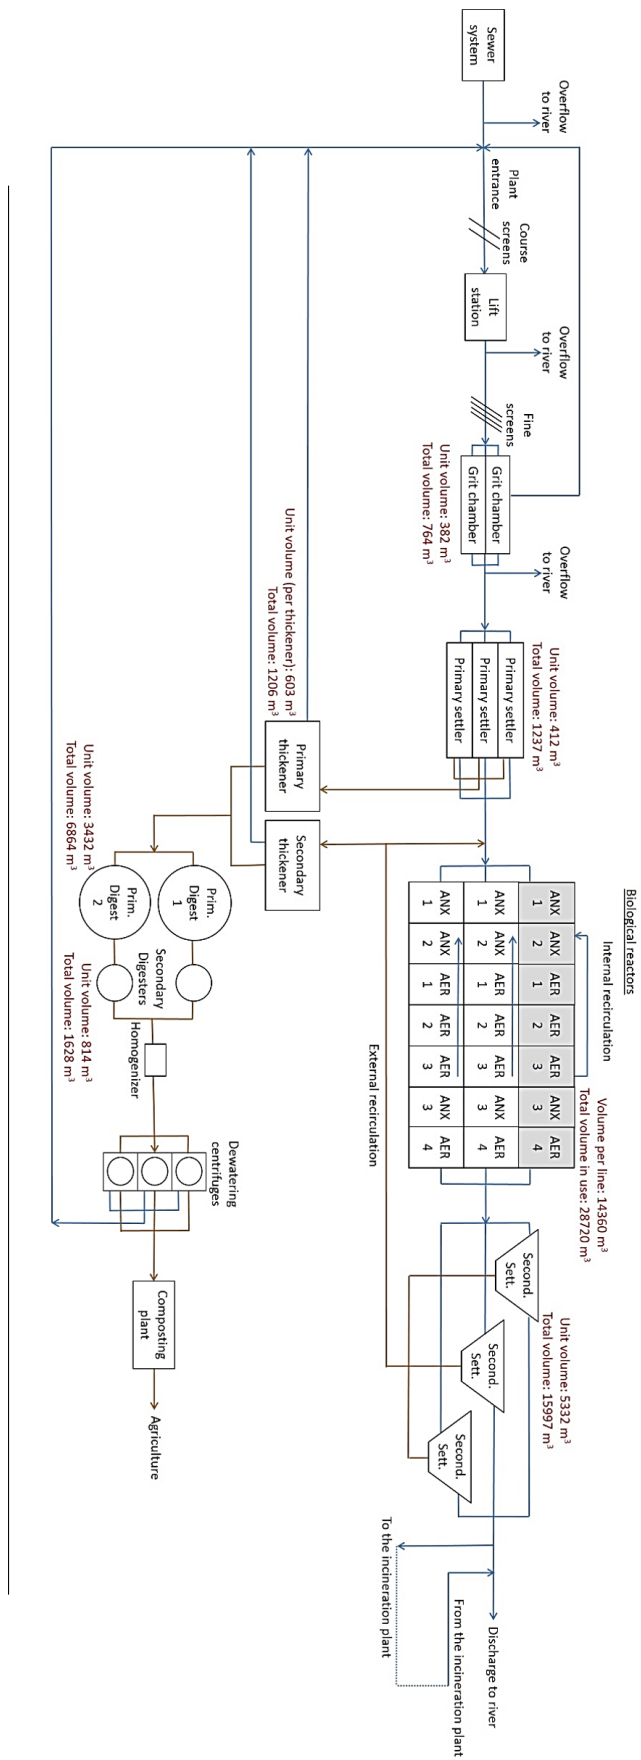 Sewer
system
Overflow
to river
Plant
entrance
Course
screens
Lift
station
Overflow
to river
Fine
screens
Grit chamber
Grit chamber
Unit volume: 382 m³
Total volume: 764 m³
Overflow
to river
Unit volume: 412 m³
Total volume: 1237 m³
Primary settler
Primary settler
Primary settler
Biological reactors
Internal recirculation
Volume per line: 14360 m³
Total volume in use: 28720 m³
ANX
1
ANX
2
AER
1
AER
2
AER
3
ANX
3
AER
4
ANX
1
ANX
2
AER
1
AER
2
AER
3
ANX
3
AER
4
ANX
1
ANX
2
AER
1
AER
2
AER
3
ANX
3
AER
4
External recirculation
Unit volume: 5332 m³
Total volume: 15997 m³
Second.
Sett.
Second.
Sett.
Second.
Sett.
Discharge to river
From the incineration plant
To the incineration plant
Unit volume (per thickener): 603 m³
Total volume: 1206 m³
Primary
thickener
Secondary
thickener
Prim.
Digest
1
Prim.
Digest
2
Unit volume: 3432 m³
Total volume: 6864 m³
Secondary
Digesters
Unit volume: 814 m³
Total volume: 1628 m³
Homogenizer
Dewatering
centrifuges
Composting
plant
Agriculture